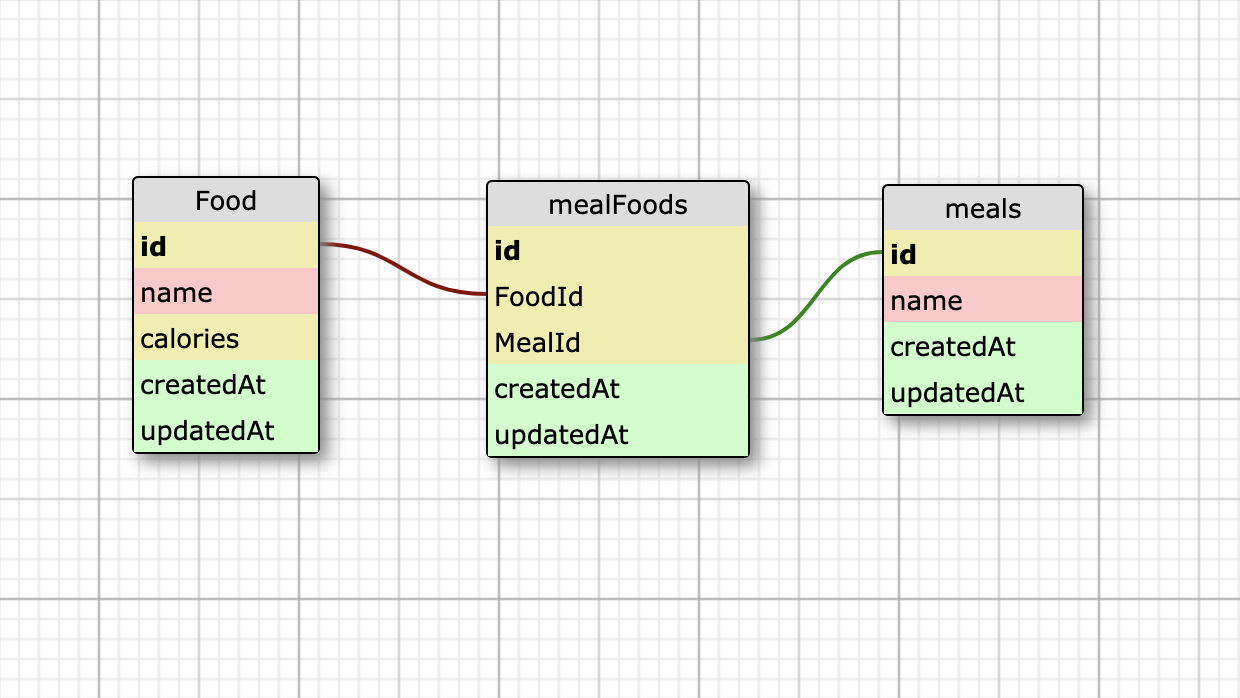 Food
id
name
calories
createdAt
updatedAt
mealFoods
id
FoodId
MealId
createdAt
updatedAt
meals
id
name
createdAt
updatedAt